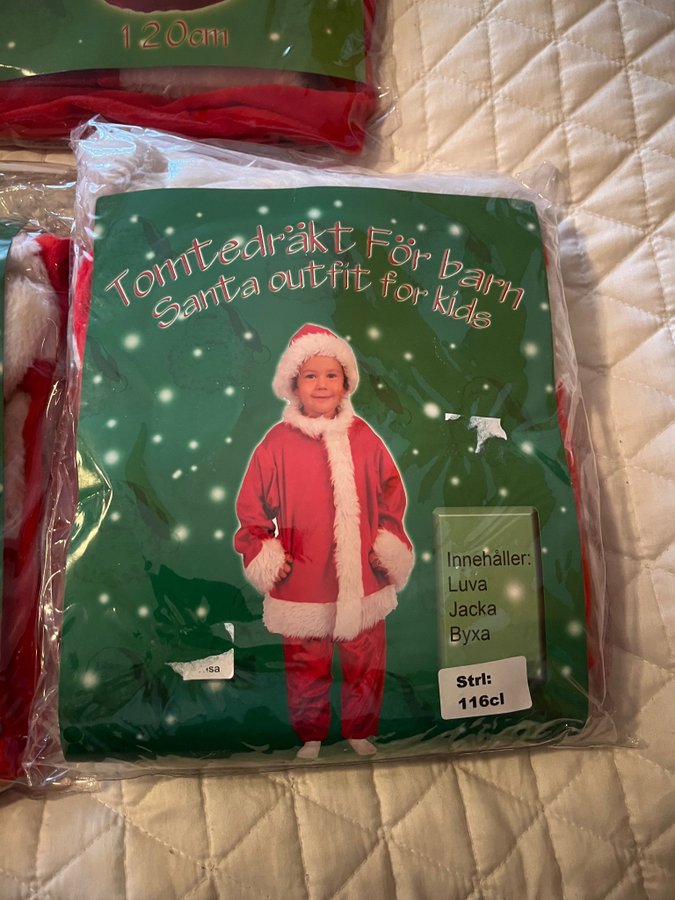 120cm
Tomtedräkt För barn
Santa outfit for kids
Innehåller:
Luva
Jacka
Byxa
Strl:
116cl